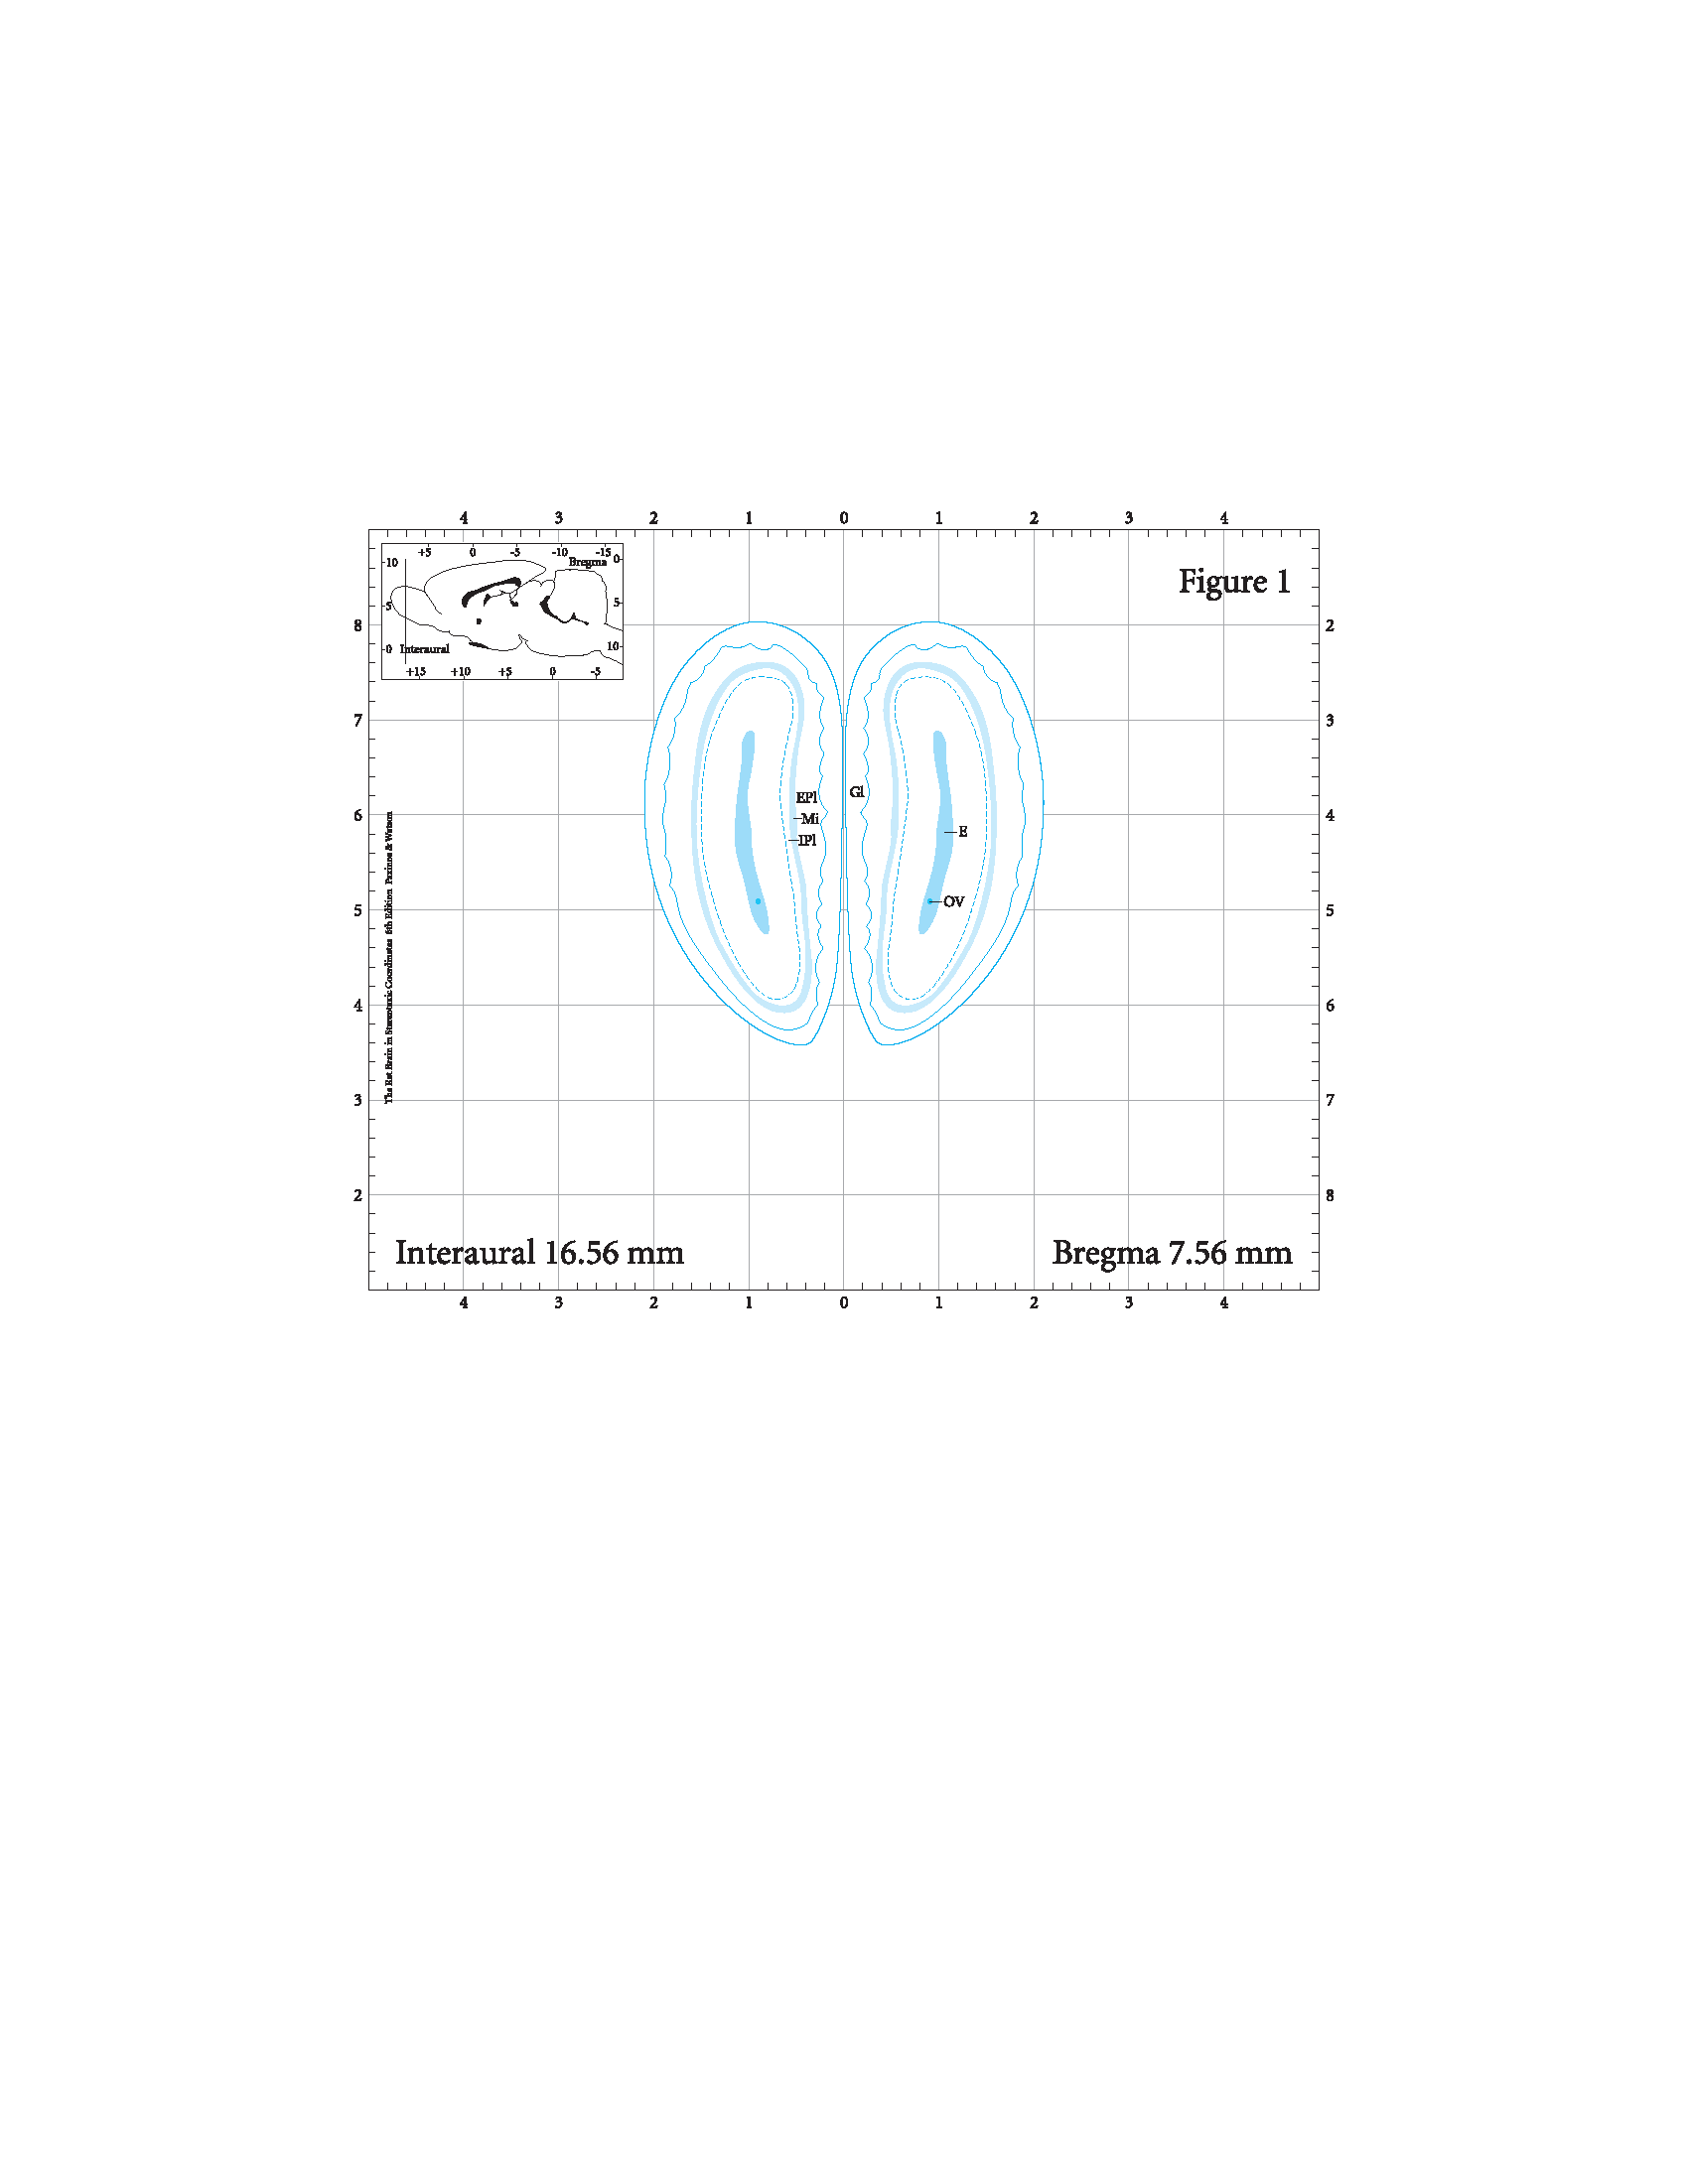 4 3 2 1 0 1 2 3 4
+5 0 -5 -10 -15
Bregma
10
0
5
5
0 Interaural
10
+15 +10 +5 0 -5
Figure 1
8 2
7 3
EPl
Gl
6 4
Mi
E
IPl
OV
5 5
4 6
3 7
2 8
The Rat Brain in Stereotaxic Coordinates 6th Edition Paxinos & Watson
Interaural 16.56 mm
Bregma 7.56 mm
4 3 2 1 0 1 2 3 4